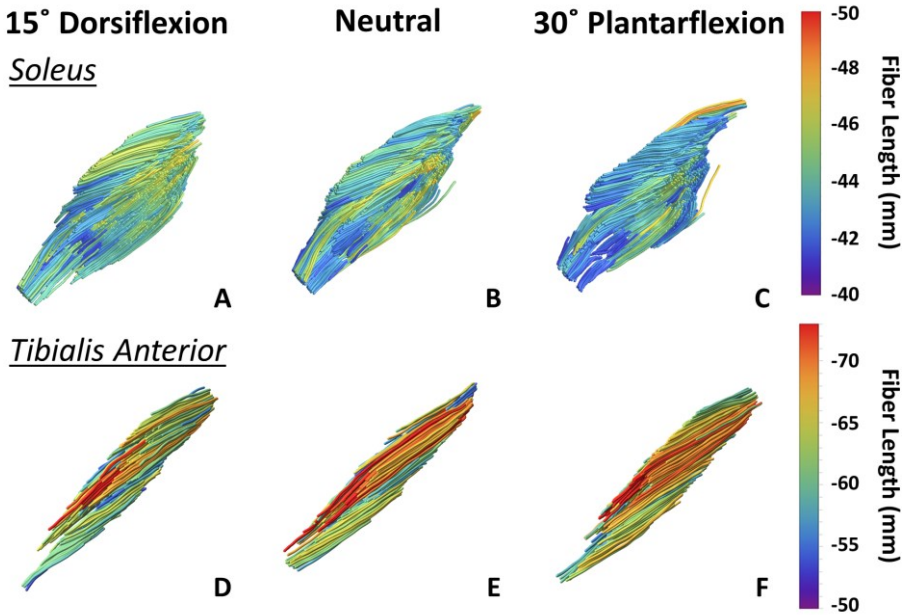 15˚ Dorsiflexion Neutral 30˚ Plantarflexion
Soleus
A B C
-50
-48
-46
-44
-42
-40
Fiber Length (mm)
Tibialis Anterior
D E F
-70
-65
-60
-55
-50
Fiber Length (mm)